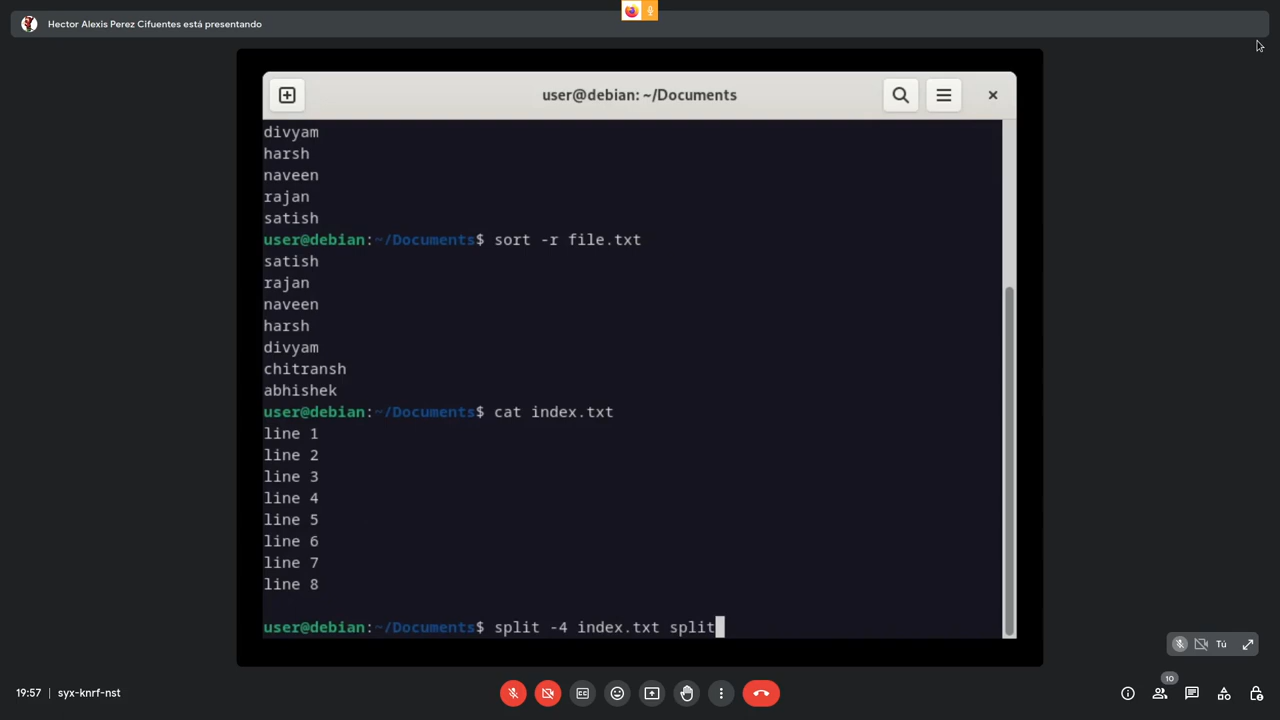 Hector Alexis Perez Cifuentes está presentando
user@debian: ~/Documents
divyam
harsh
naveen
rajan
satish
user@debian:~/Documents$ sort -r file.txt
satish
rajan
naveen
harsh
divyam
chitransh
abhishek
user@debian:~/Documents$ cat index.txt
line 1
line 2
line 3
line 4
line 5
line 6
line 7
line 8
user@debian:~/Documents$ split -4 index.txt split
Tú
19:57 | syx-knrf-nst
10